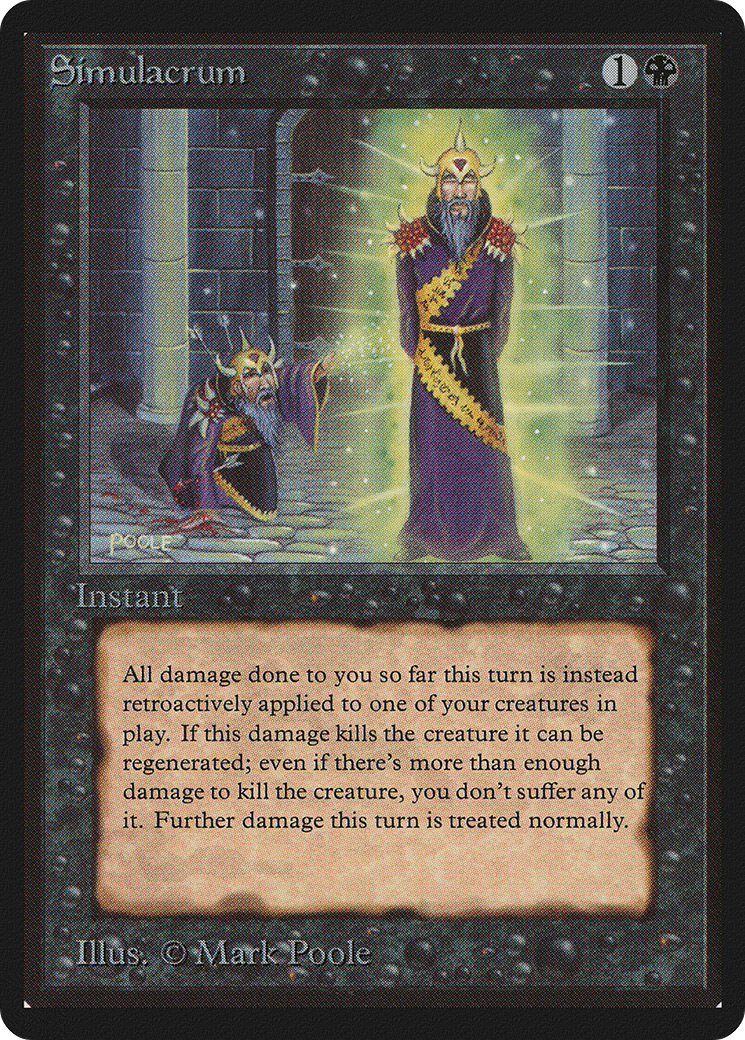 Simulacrum 1
POOLE
Instant
All damage done to you so far this turn is instead
retroactively applied to one of your creatures in
play. If this damage kills the creature it can be
regenerated; even if there's more than enough
damage to kill the creature, you don't suffer any of
it. Further damage this turn is treated normally.
Illus. © Mark Poole